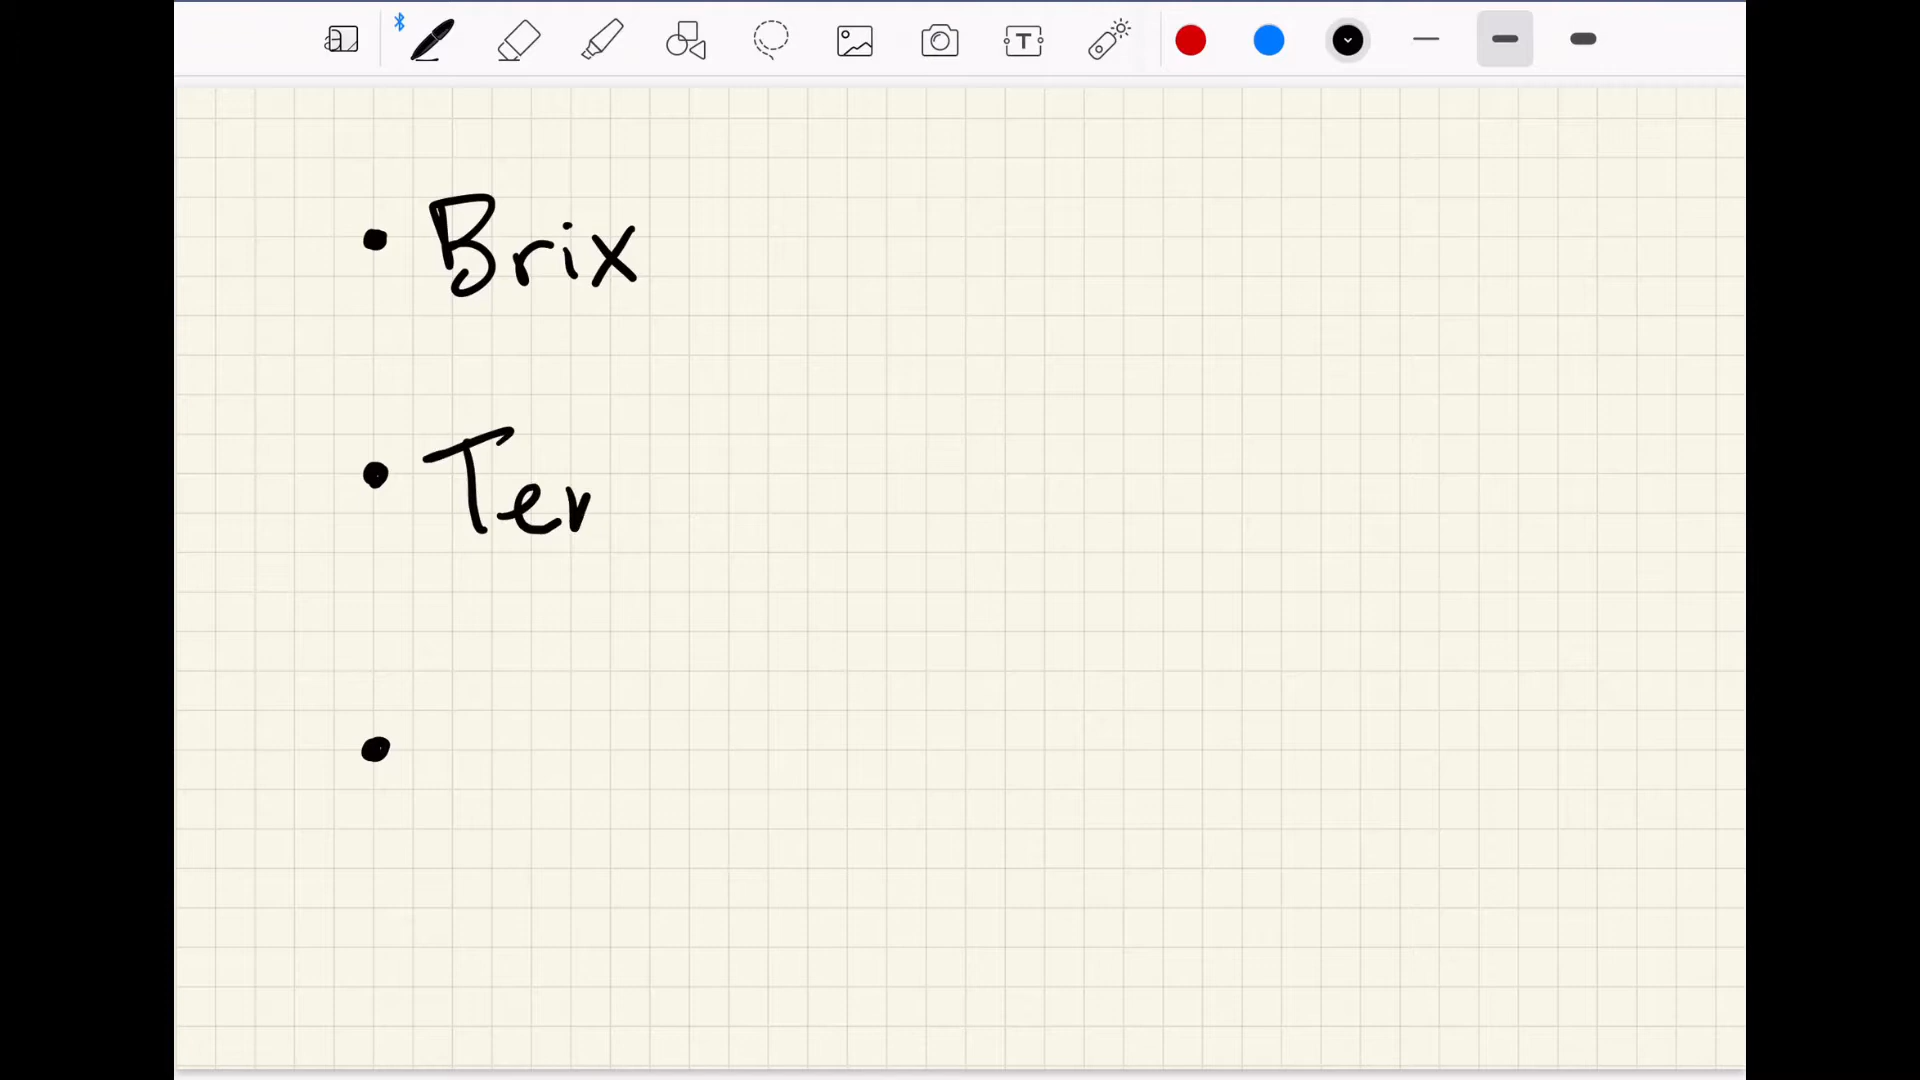 • Brix
• Ter
•